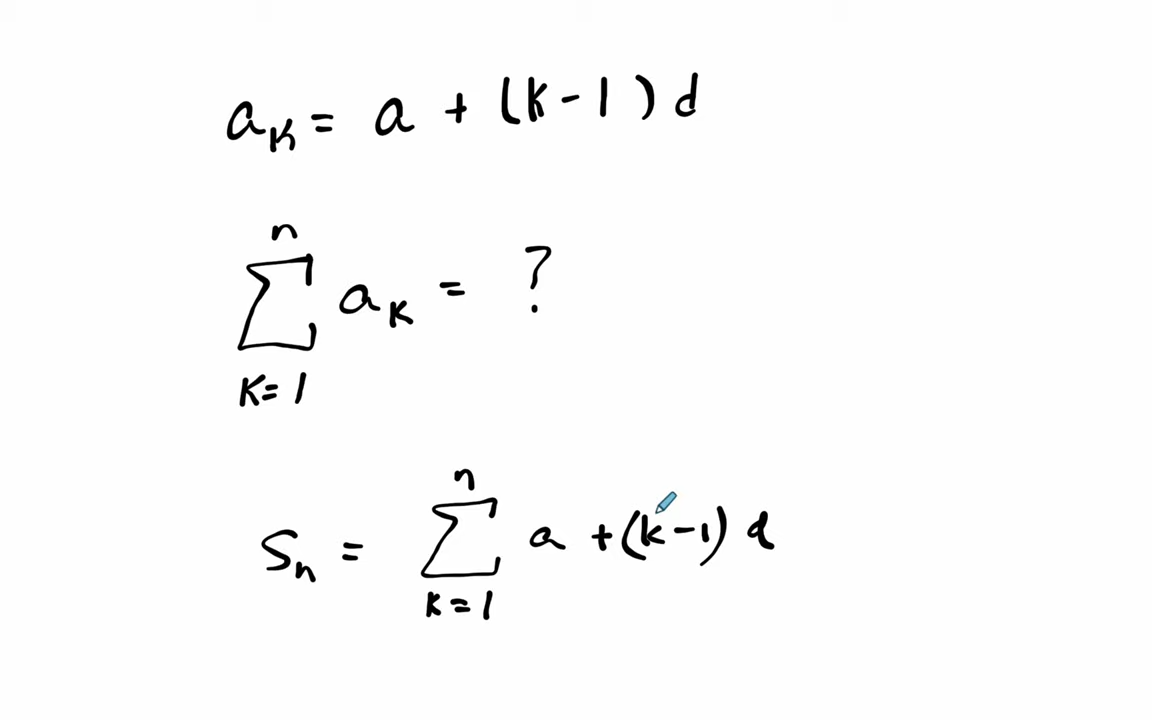 a_k = a + (k-1)d
n
∑ a_k = ?
k=1
n
S_n = ∑ a + (k-1)d
k=1